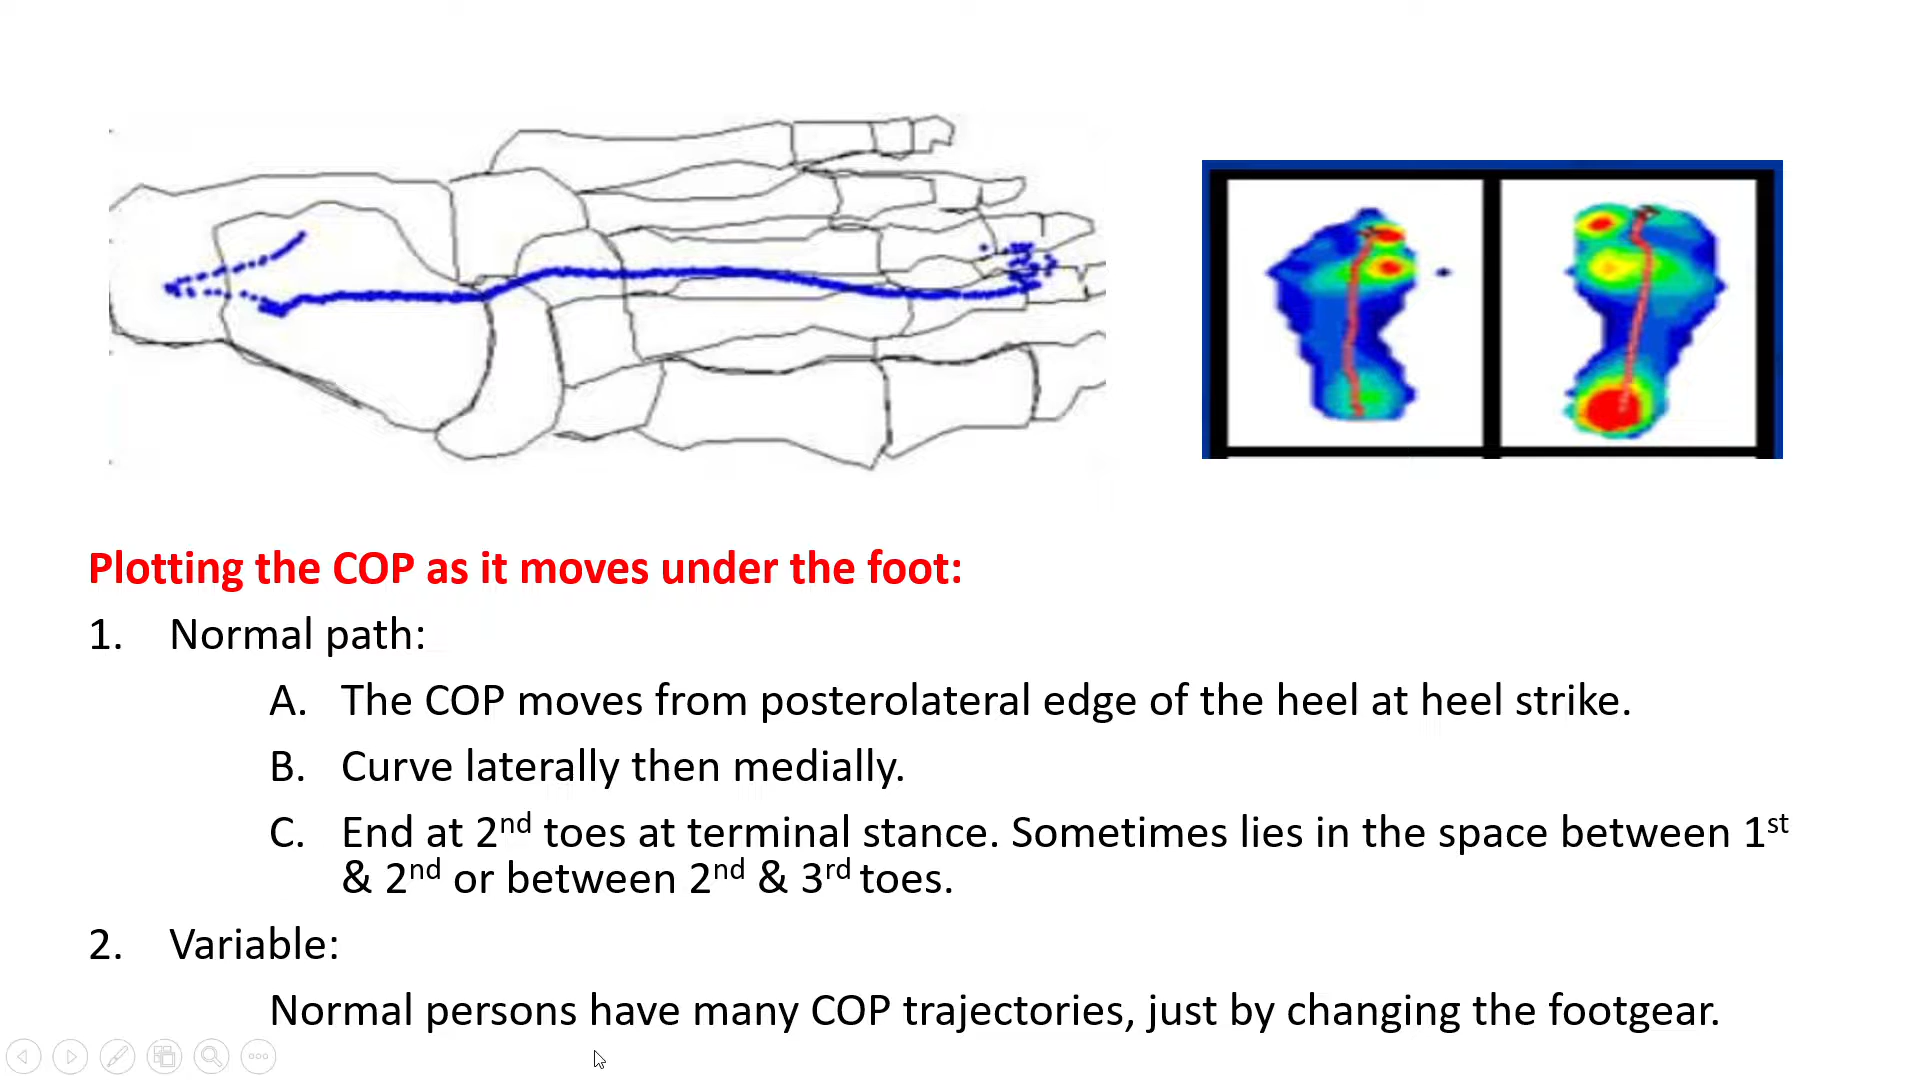 Plotting the COP as it moves under the foot:
1. Normal path:
A. The COP moves from posterolateral edge of the heel at heel strike.
B. Curve laterally then medially.
C. End at 2nd toes at terminal stance. Sometimes lies in the space between 1st
& 2nd or between 2nd & 3rd toes.
2. Variable:
Normal persons have many COP trajectories, just by changing the footgear.